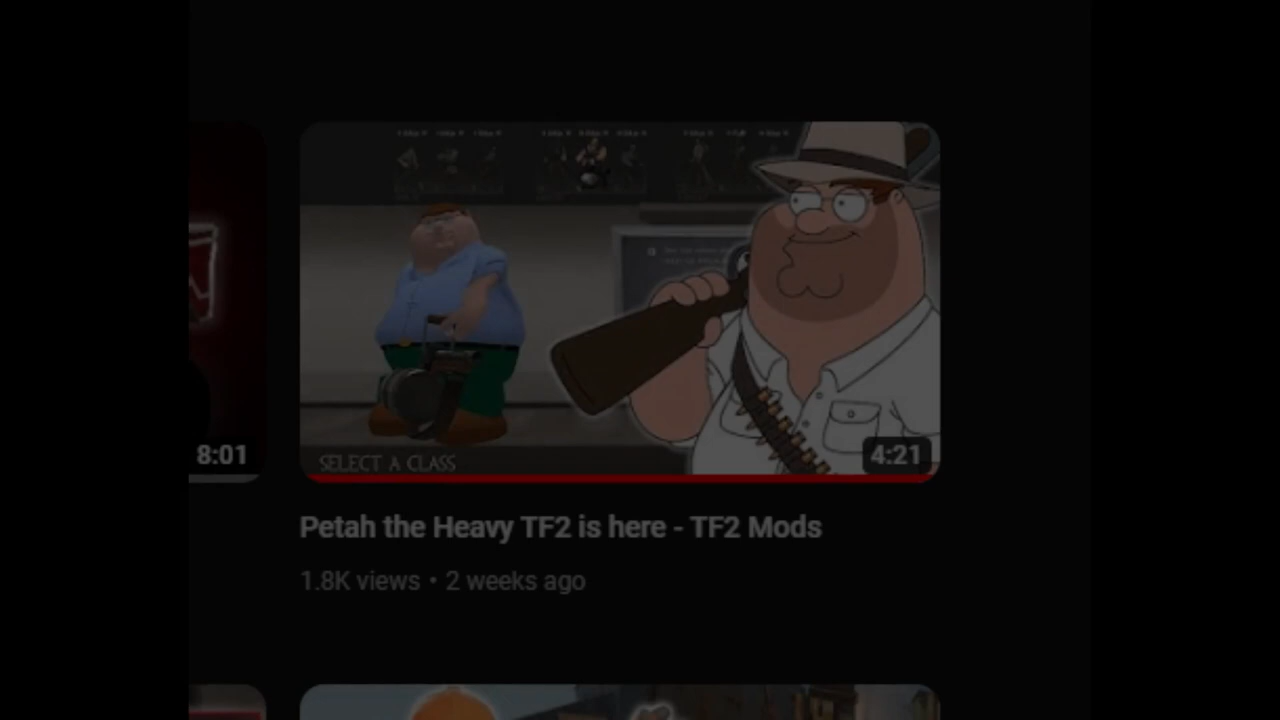 8:01
SELECT A CLASS
4:21
Petah the Heavy TF2 is here - TF2 Mods
1.8K views • 2 weeks ago